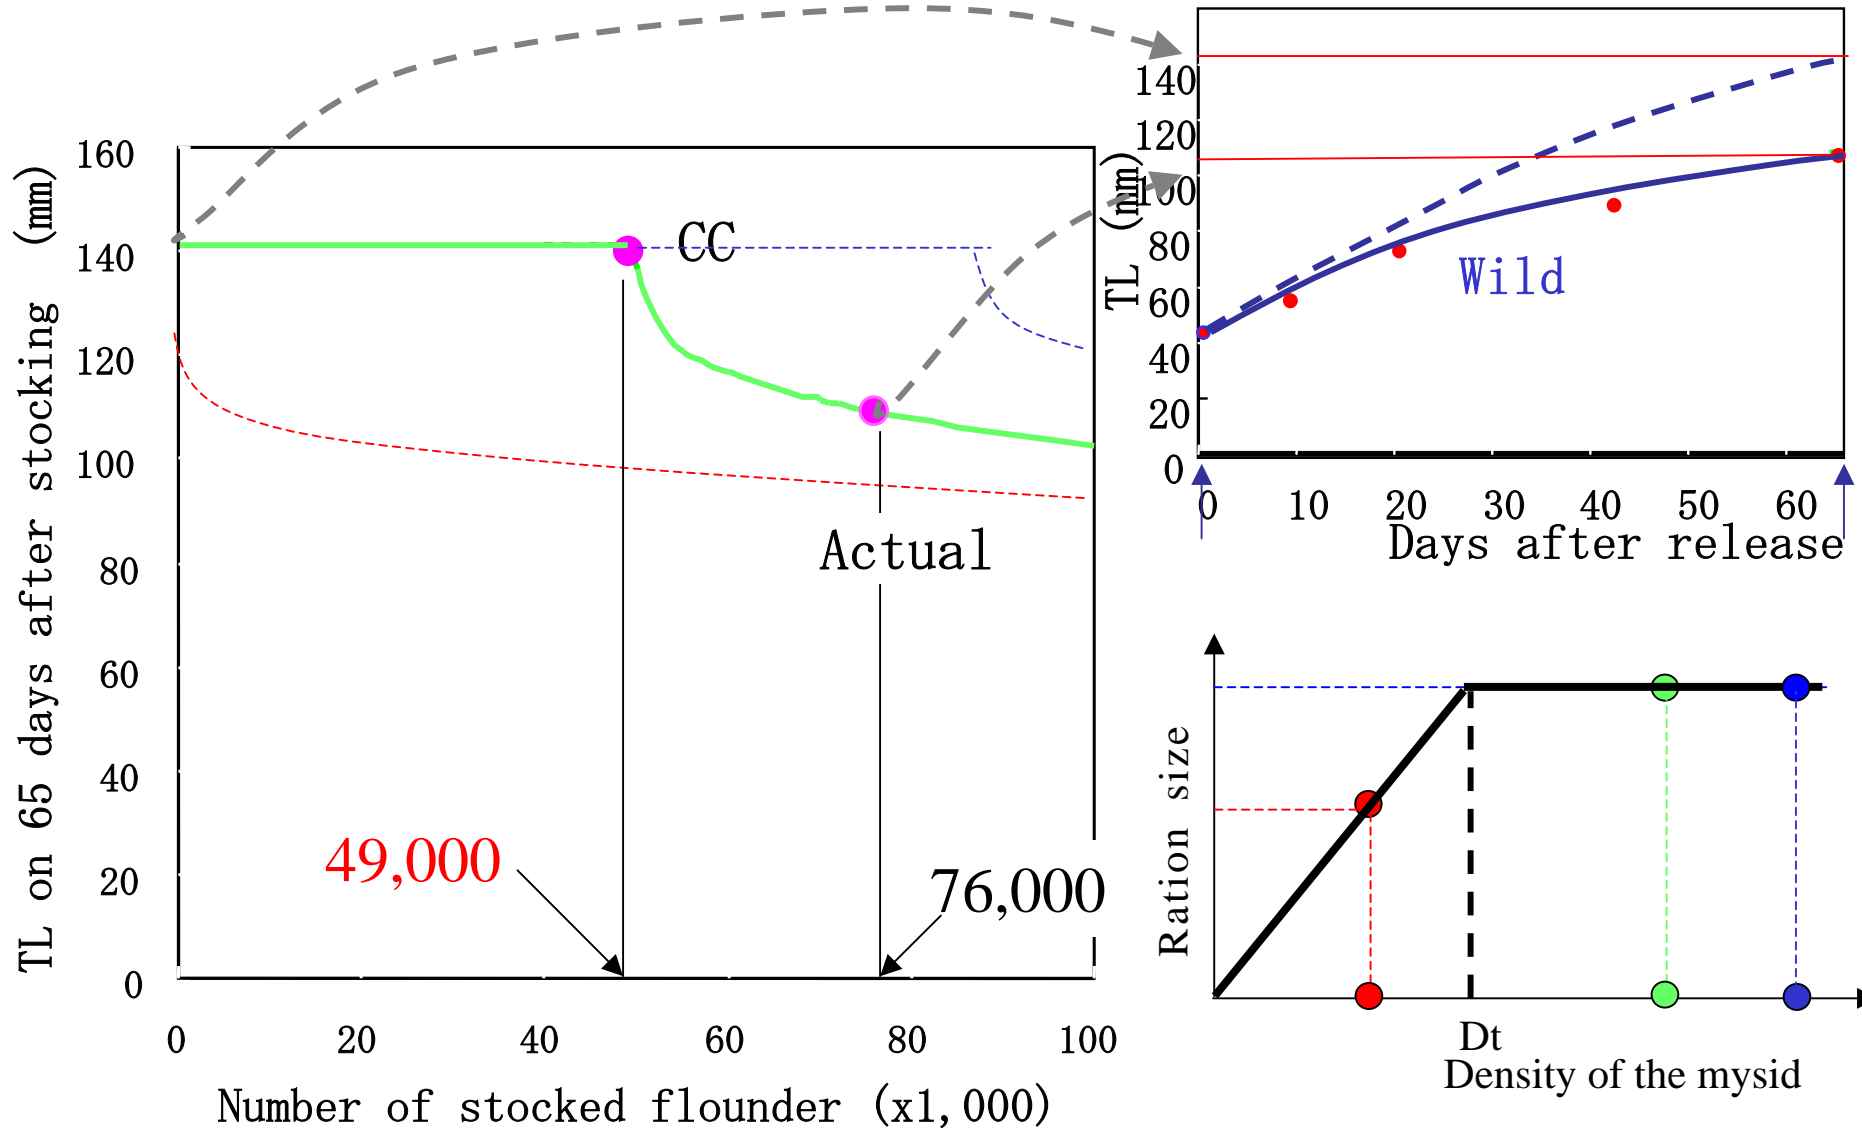 160
140
120
100
80
60
40
20
0
TL on 65 days after stocking (mm)
CC
Actual
49,000
76,000
0 20 40 60 80 100
Number of stocked flounder (x1,000)
140
120
100
80
60
40
20
0
TL (mm)
Wild
0 10 20 30 40 50 60
Days after release
Ration size
Dt
Density of the mysid